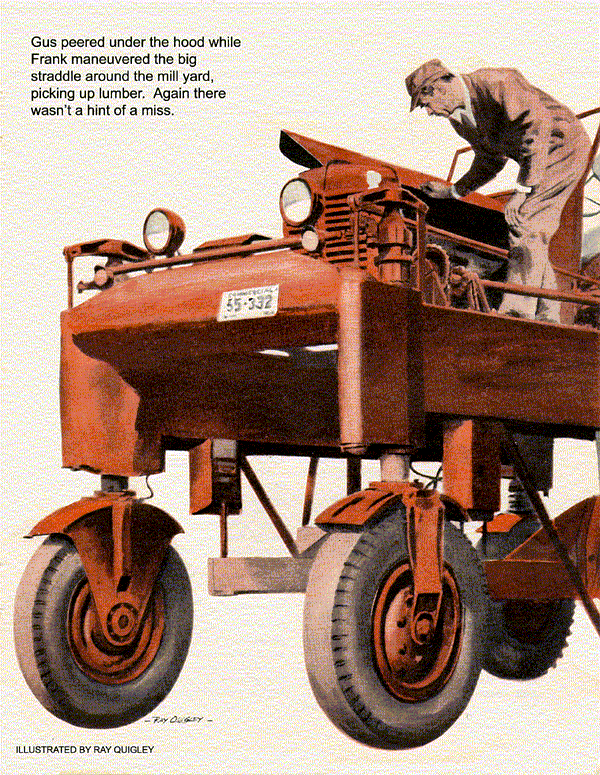 Gus peered under the hood while
Frank maneuvered the big
straddle around the mill yard,
picking up lumber.  Again there
wasn't a hint of a miss.
COMMERCIAL
55-332
– RAY QUIGLEY –
ILLUSTRATED BY RAY QUIGLEY